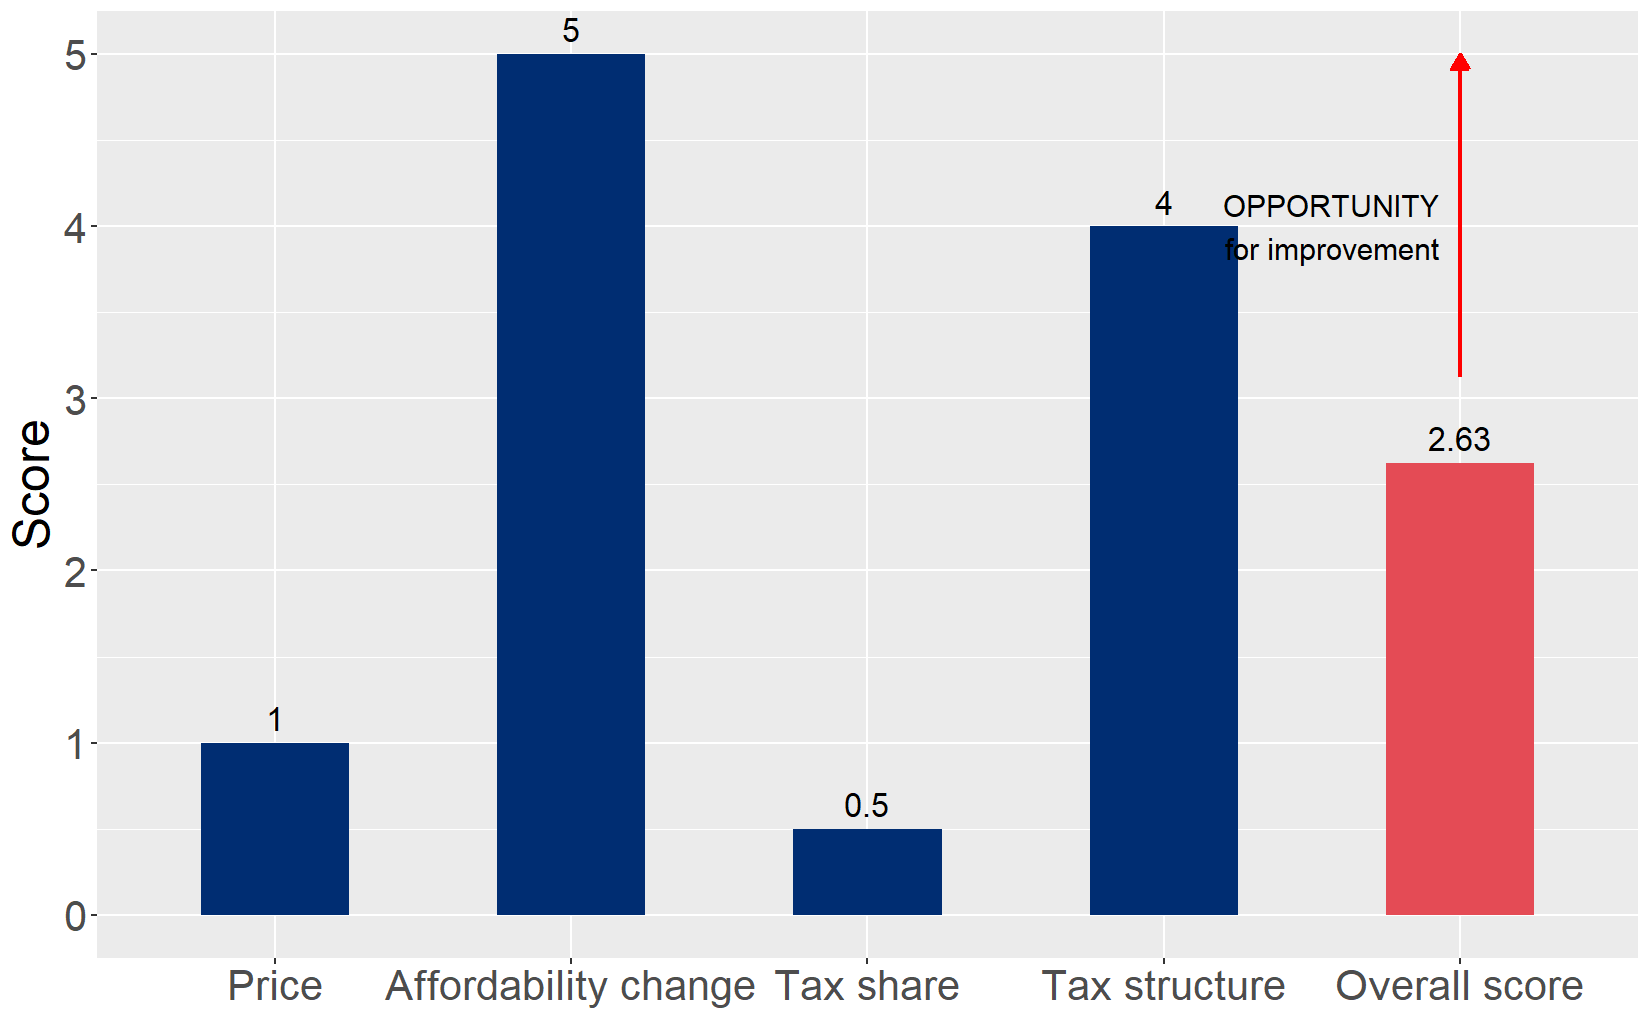 Score
5
4
3
2
1
0
1
5
0.5
4
2.63
OPPORTUNITY
for improvement
Price
Affordability change
Tax share
Tax structure
Overall score